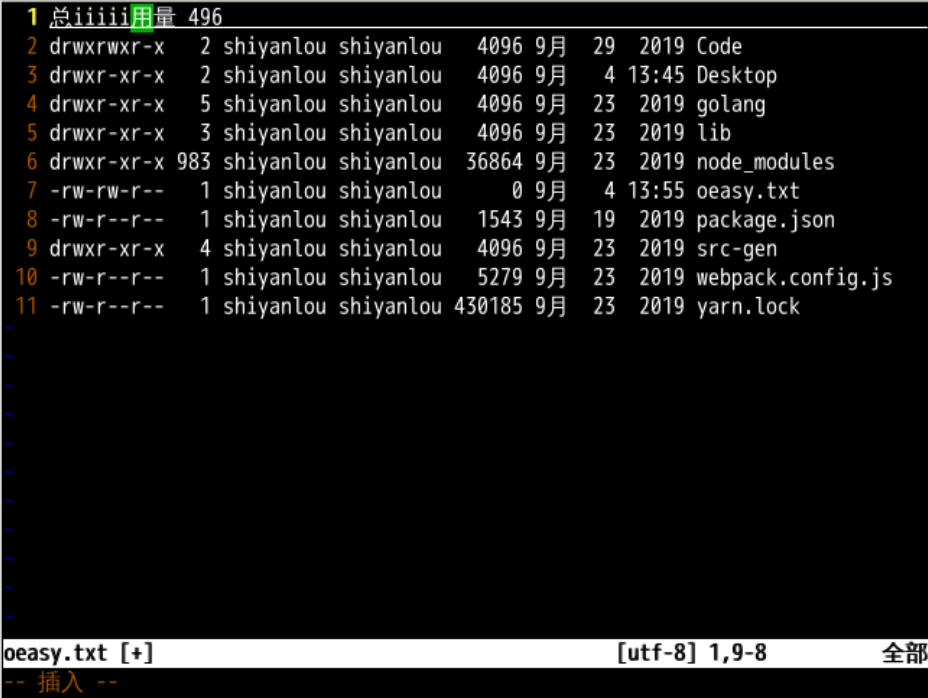 1 总iiiii用量 496
2 drwxrwxr-x   2 shiyanlou shiyanlou   4096 9月  29  2019 Code
3 drwxr-xr-x   2 shiyanlou shiyanlou   4096 9月   4 13:45 Desktop
4 drwxr-xr-x   5 shiyanlou shiyanlou   4096 9月  23  2019 golang
5 drwxr-xr-x   3 shiyanlou shiyanlou   4096 9月  23  2019 lib
6 drwxr-xr-x 983 shiyanlou shiyanlou  36864 9月  23  2019 node_modules
7 -rw-rw-r--   1 shiyanlou shiyanlou      0 9月   4 13:55 oeasy.txt
8 -rw-r--r--   1 shiyanlou shiyanlou   1543 9月  19  2019 package.json
9 drwxr-xr-x   4 shiyanlou shiyanlou   4096 9月  23  2019 src-gen
10 -rw-r--r--   1 shiyanlou shiyanlou   5279 9月  23  2019 webpack.config.js
11 -rw-r--r--   1 shiyanlou shiyanlou 430185 9月  23  2019 yarn.lock
~
~
~
~
~
~
~
~
~
~
~
oeasy.txt [+] [utf-8] 1,9-8 全部
-- 插入 --